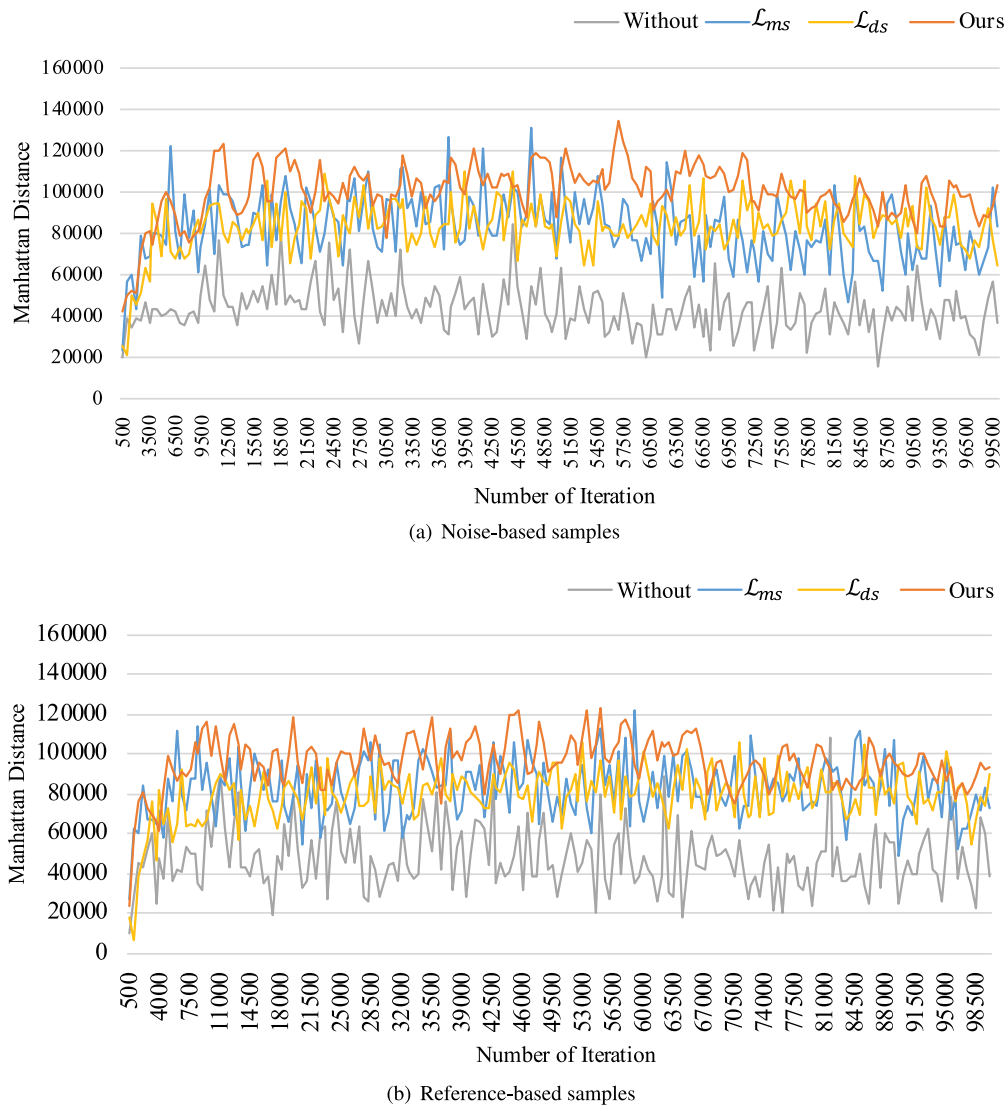 Without ℒms ℒds Ours
160000
140000
120000
100000
80000
60000
40000
20000
0
Manhattan Distance
500 3500 6500 9500 12500 15500 18500 21500 24500 27500 30500 33500 36500 39500 42500 45500 48500 51500 54500 57500 60500 63500 66500 69500 72500 75500 78500 81500 84500 87500 90500 93500 96500 99500
Number of Iteration
(a) Noise-based samples
Without ℒms ℒds Ours
160000
140000
120000
100000
80000
60000
40000
20000
0
Manhattan Distance
500 4000 7500 11000 14500 18000 21500 25000 28500 32000 35500 39000 42500 46000 49500 53000 56500 60000 63500 67000 70500 74000 77500 81000 84500 88000 91500 95000 98500
Number of Iteration
(b) Reference-based samples